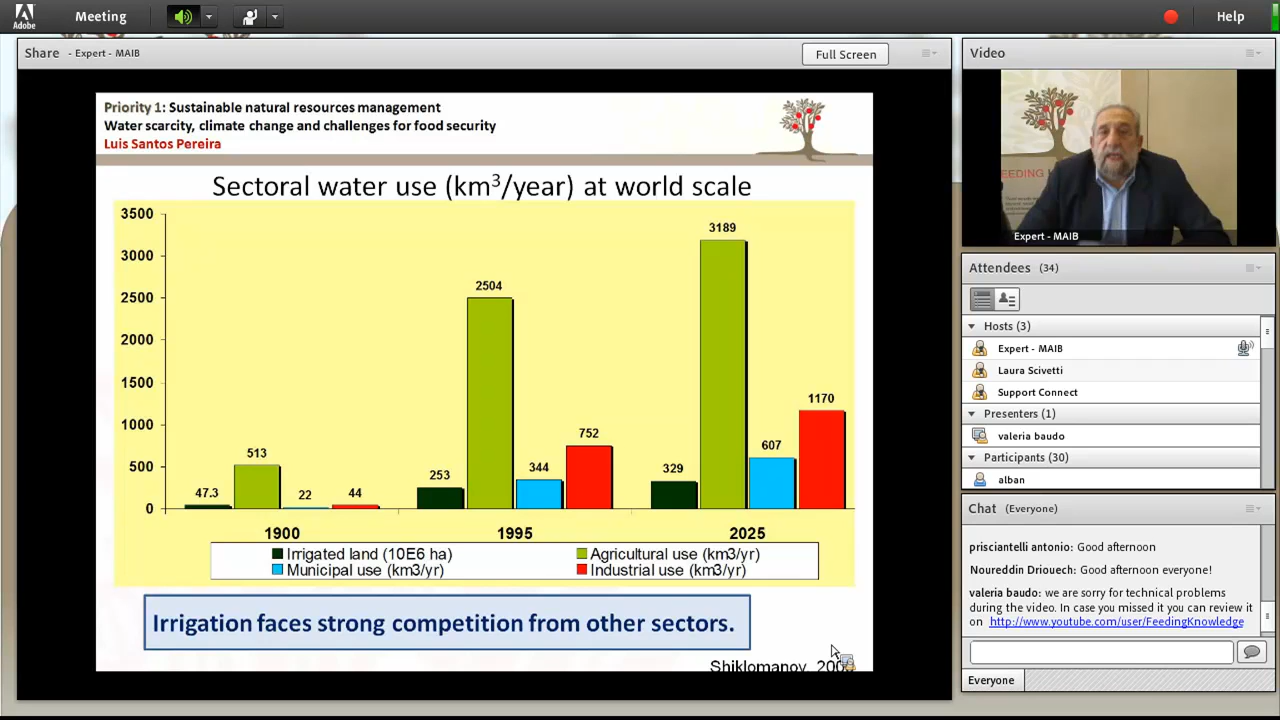 Adobe
Meeting
Help
Share - Expert - MAIB
Full Screen
Priority 1: Sustainable natural resources management
Water scarcity, climate change and challenges for food security
Luis Santos Pereira
Sectoral water use (km³/year) at world scale
3500
3000
2500
2000
1500
1000
500
0
47.3
513
22
44
253
2504
344
752
329
3189
607
1170
1900
1995
2025
Irrigated land (10E6 ha)
Agricultural use (km3/yr)
Municipal use (km3/yr)
Industrial use (km3/yr)
Irrigation faces strong competition from other sectors.
Shiklomanov,
Video
EEDING
Expert - MAIB
Attendees (34)
Hosts (3)
Expert - MAIB
Laura Scivetti
Support Connect
Presenters (1)
valeria baudo
Participants (30)
alban
Chat (Everyone)
prisciantelli antonio: Good afternoon
Noureddin Driouech: Good afternoon everyone!
valeria baudo: we are sorry for technical problems
during the video. In case you missed it you can review it
on http://www.youtube.com/user/FeedingKnowledge
Everyone